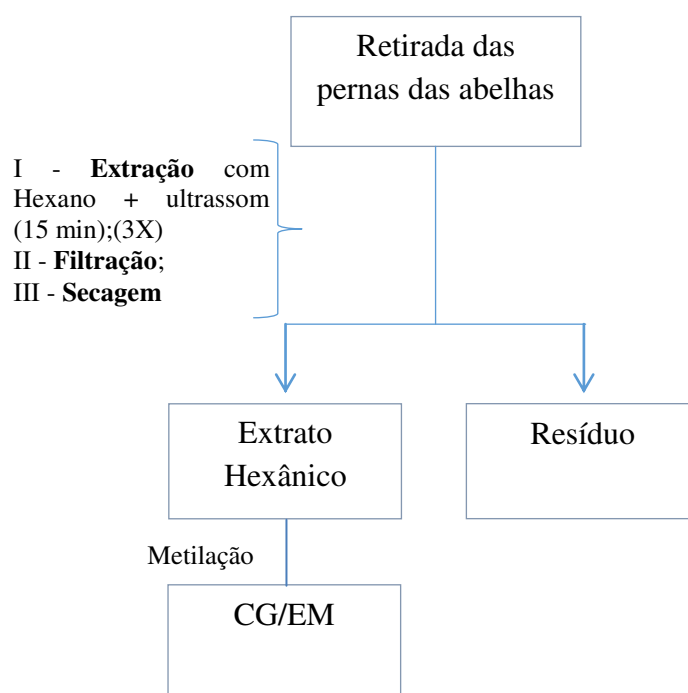 Retirada das
pernas das abelhas
I - Extração com
Hexano + ultrassom
(15 min);(3X)
II - Filtração;
III - Secagem
Extrato
Hexânico
Resíduo
Metilação
CG/EM